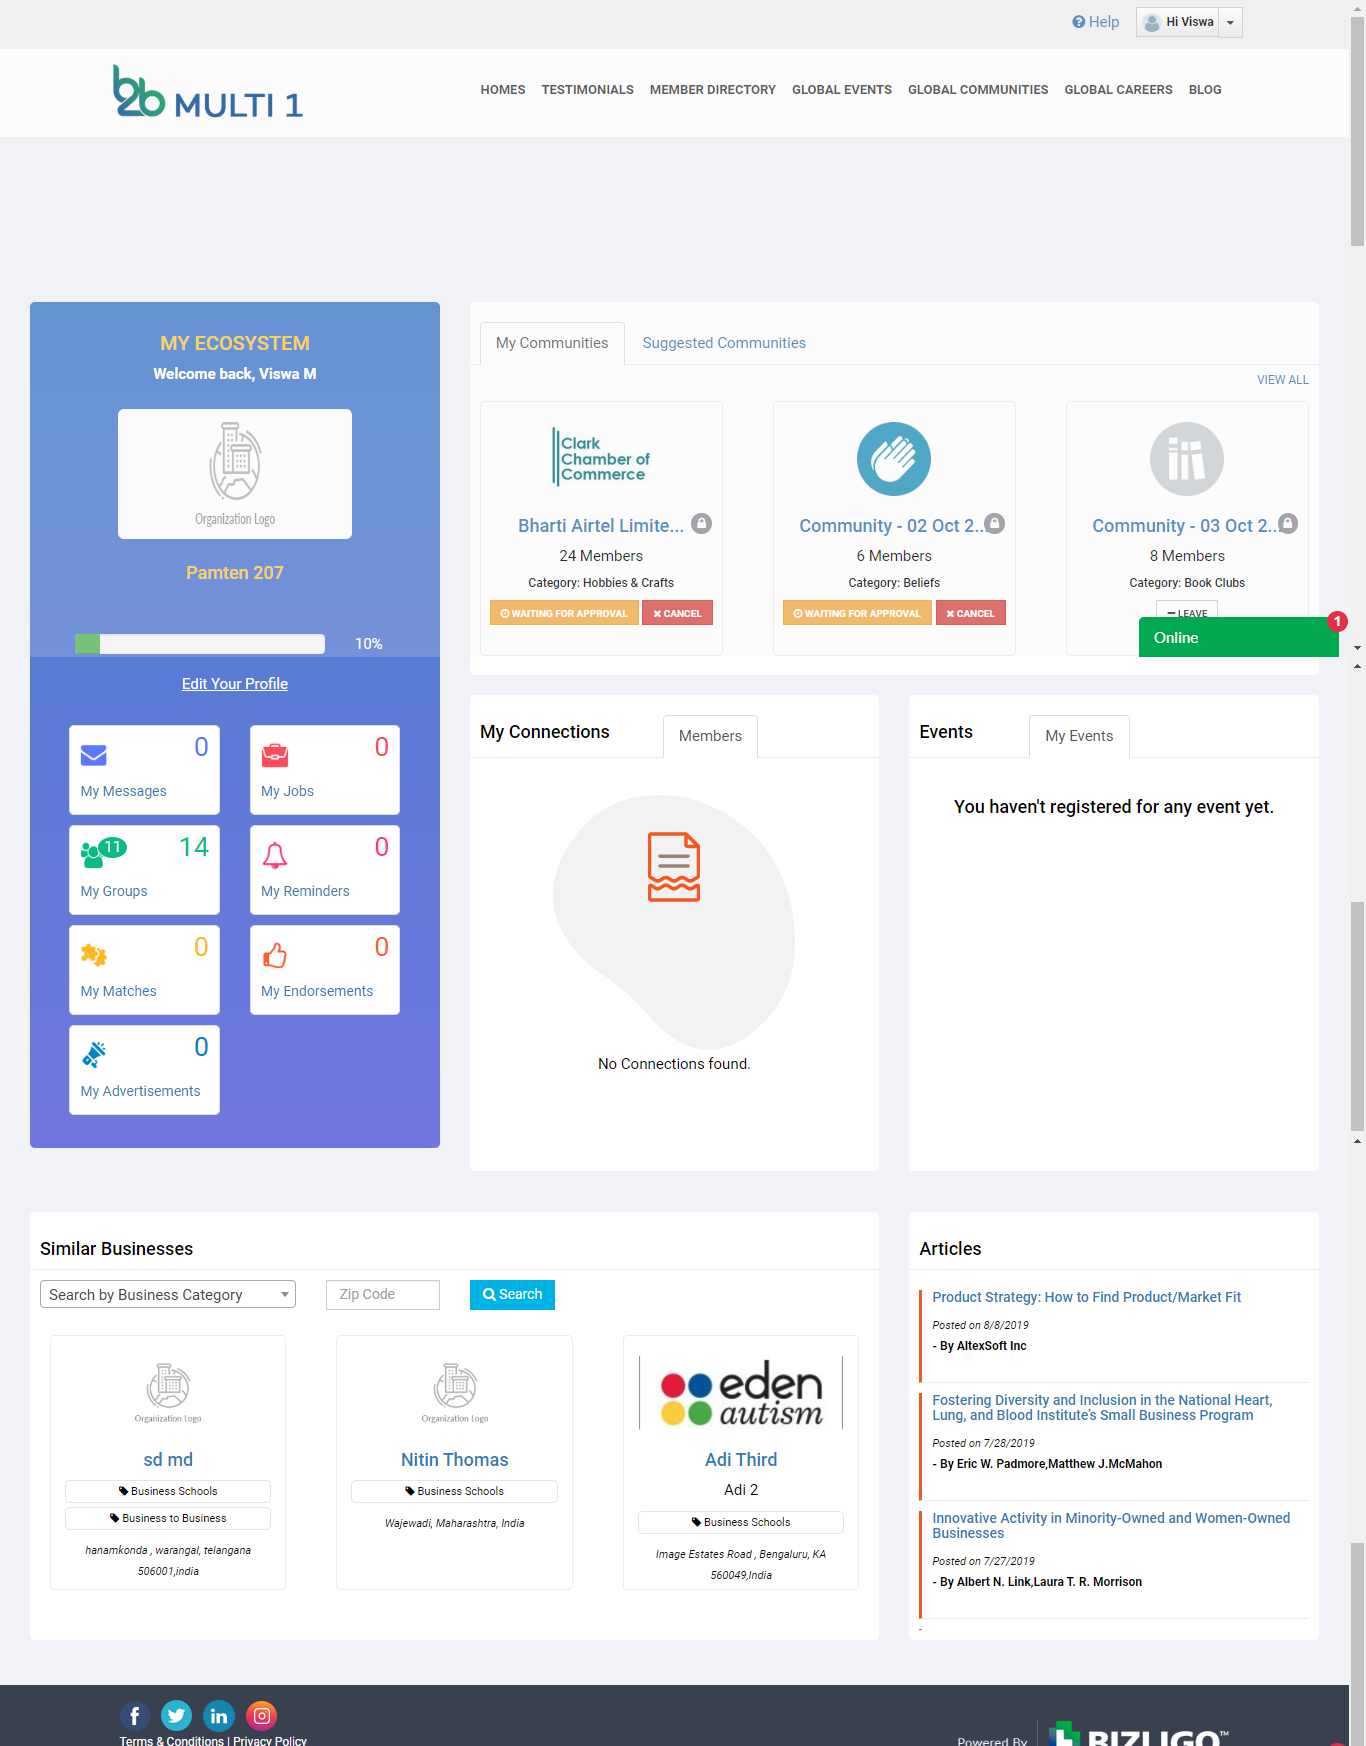 Help
Hi Viswa
b2b MULTI 1
HOMES TESTIMONIALS MEMBER DIRECTORY GLOBAL EVENTS GLOBAL COMMUNITIES GLOBAL CAREERS BLOG
MY ECOSYSTEM
Welcome back, Viswa M
Organization Logo
Pamten 207
10%
Edit Your Profile
0
My Messages
0
My Jobs
11
14
My Groups
0
My Reminders
0
My Matches
0
My Endorsements
0
My Advertisements
My Communities
Suggested Communities
VIEW ALL
Clark
Chamber of
Commerce
Bharti Airtel Limite...
24 Members
Category: Hobbies & Crafts
WAITING FOR APPROVAL
CANCEL
Community - 02 Oct 2...
6 Members
Category: Beliefs
WAITING FOR APPROVAL
CANCEL
Community - 03 Oct 2...
8 Members
Category: Book Clubs
LEAVE
Online
1
My Connections
Members
No Connections found.
Events
My Events
You haven't registered for any event yet.
Similar Businesses
Search by Business Category
Zip Code
Search
Organization Logo
sd md
Business Schools
Business to Business
hanamkonda , warangal, telangana
506001,india
Organization Logo
Nitin Thomas
Business Schools
Wajewadi, Maharashtra, India
eden
autism
Adi Third
Adi 2
Business Schools
Image Estates Road , Bengaluru, KA
560049,India
Articles
Product Strategy: How to Find Product/Market Fit
Posted on 8/8/2019
- By AltexSoft Inc
Fostering Diversity and Inclusion in the National Heart,
Lung, and Blood Institute's Small Business Program
Posted on 7/28/2019
- By Eric W. Padmore,Matthew J.McMahon
Innovative Activity in Minority-Owned and Women-Owned
Businesses
Posted on 7/27/2019
- By Albert N. Link,Laura T. R. Morrison
Terms & Conditions | Privacy Policy
Powered By
BIZLIGO™